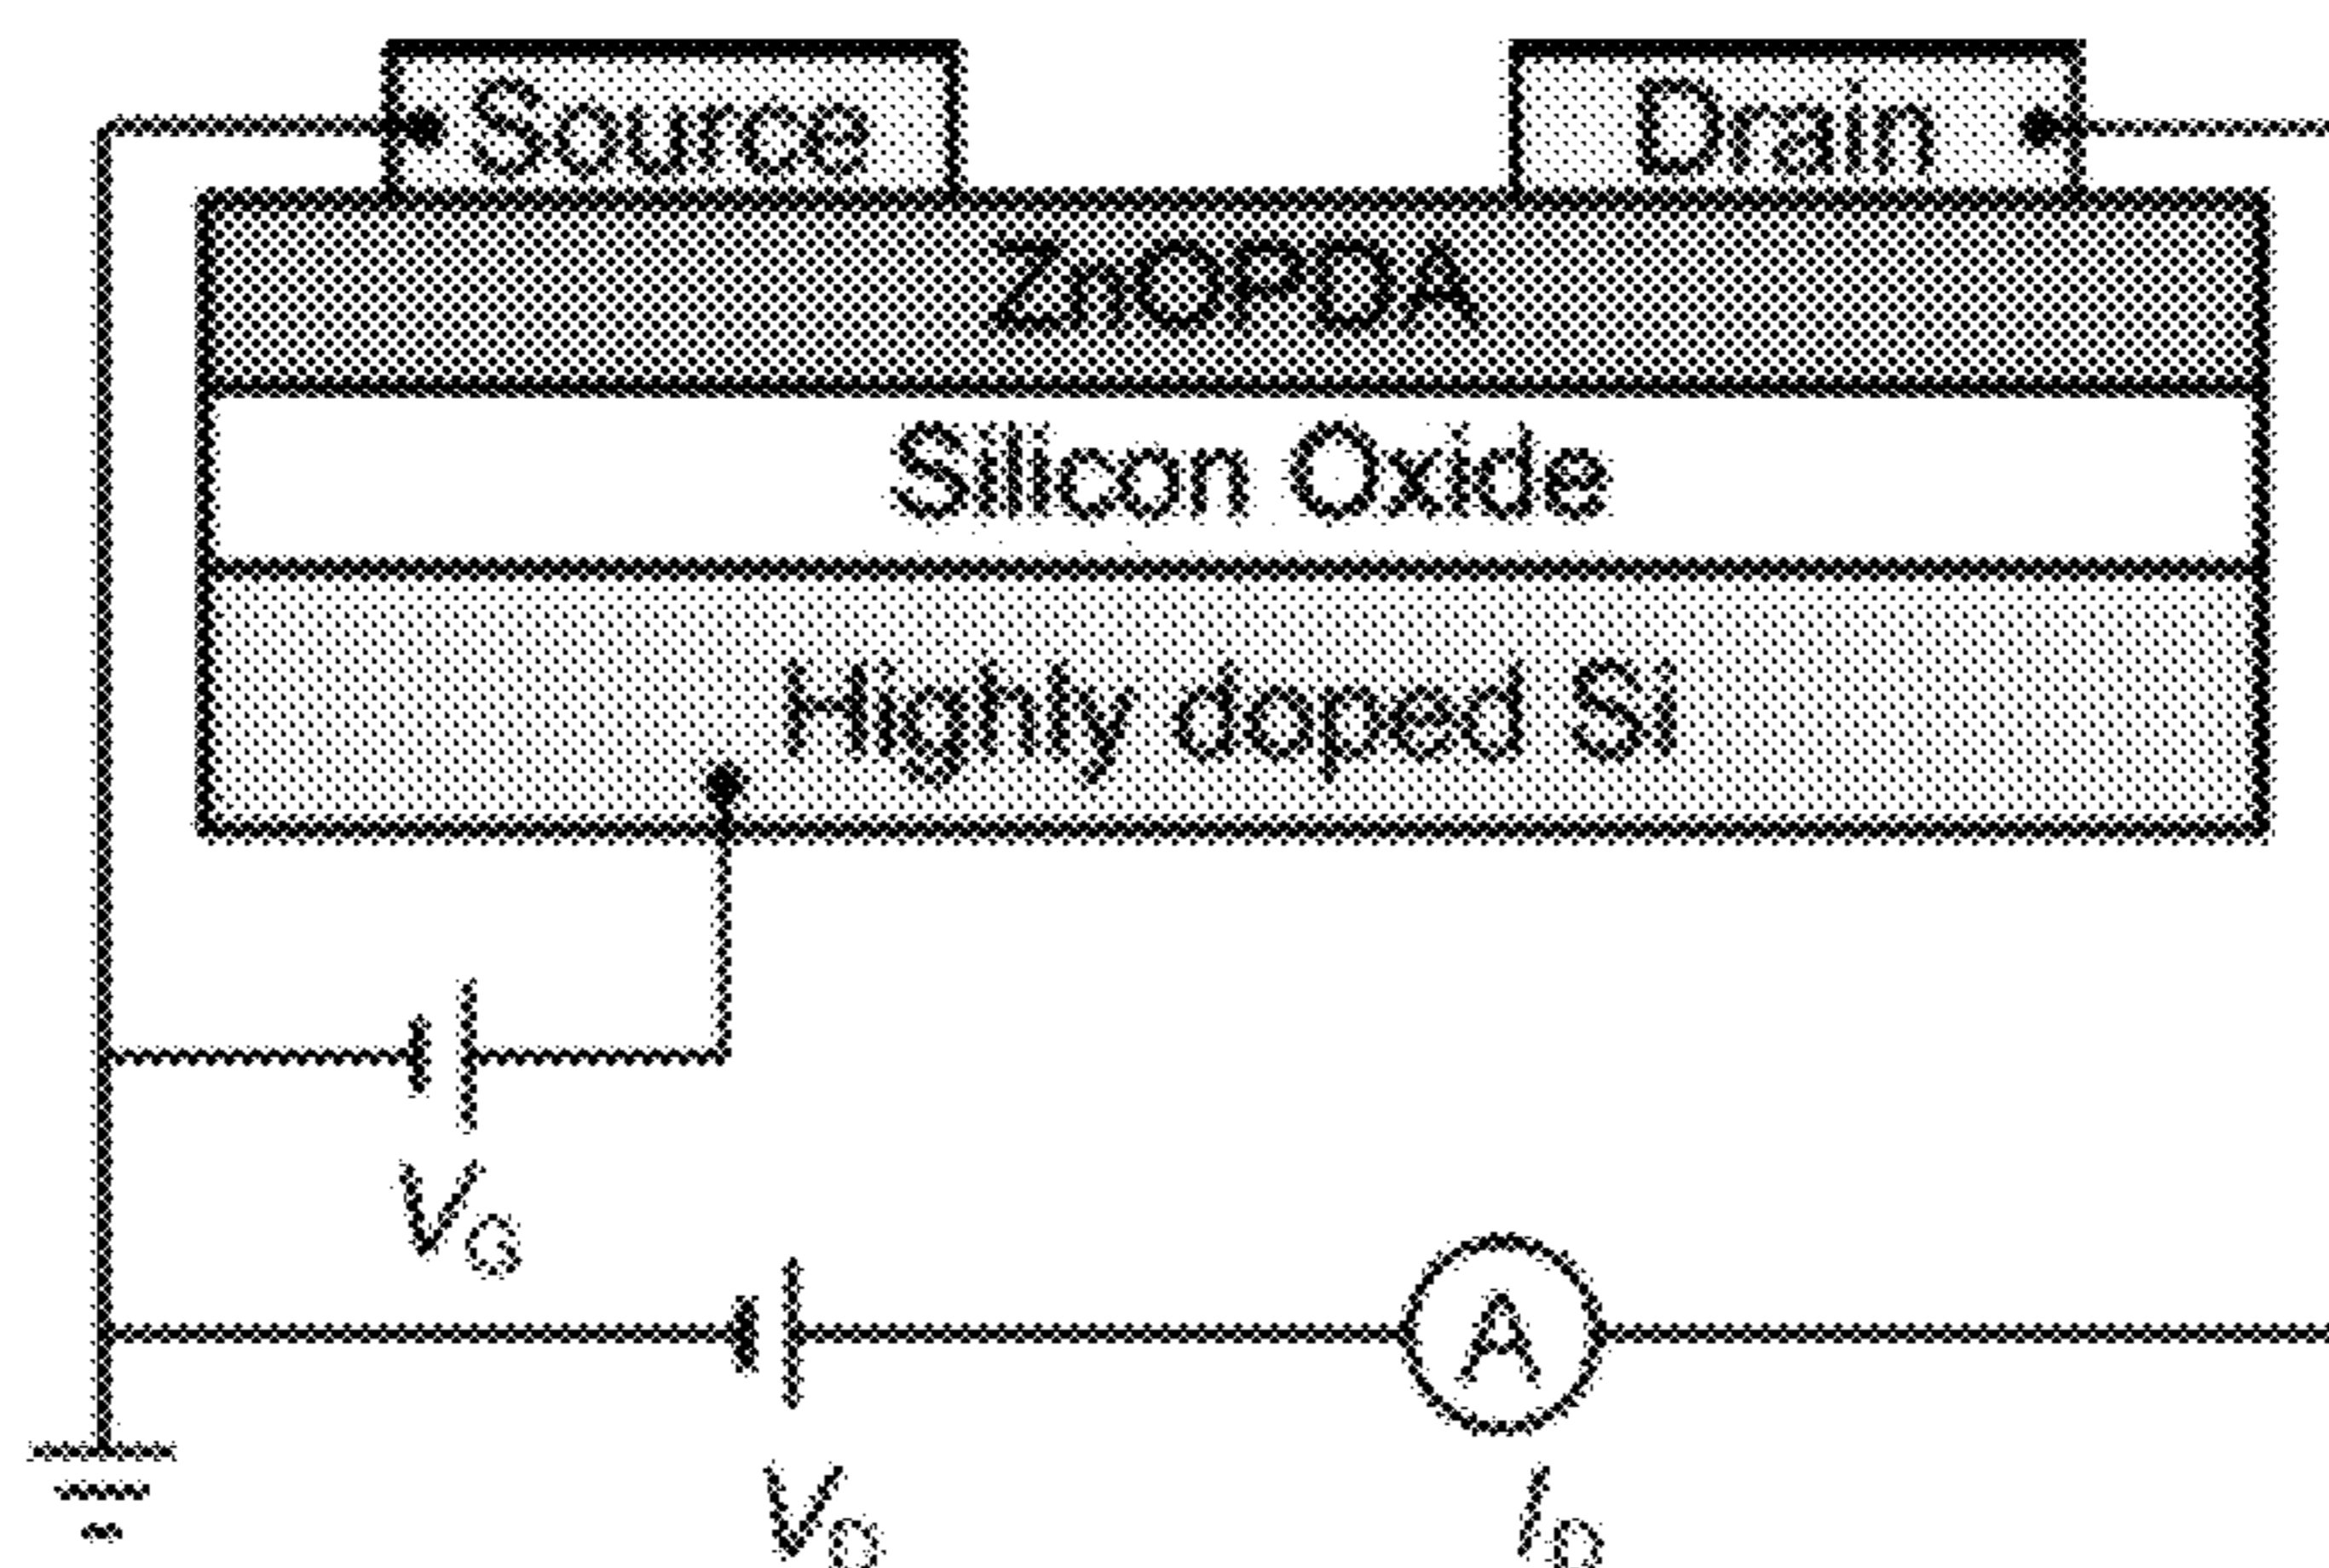 Source Drain
ZnOPDA
Silicon Oxide
Highly doped Si
VG
A
VD ID